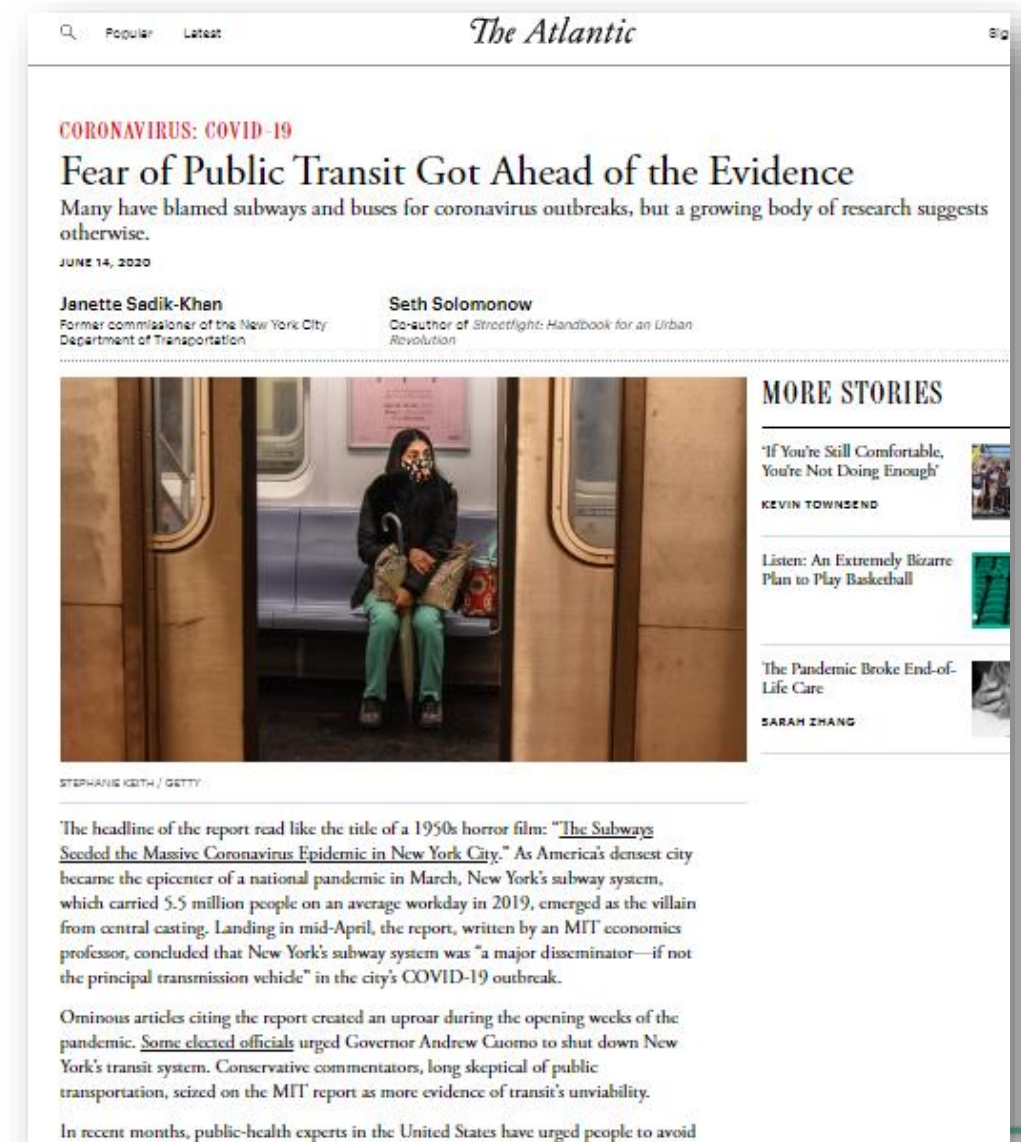 Popular Latest The Atlantic
CORONAVIRUS: COVID-19
Fear of Public Transit Got Ahead of the Evidence
Many have blamed subways and buses for coronavirus outbreaks, but a growing body of research suggests
otherwise.
JUNE 14, 2020
Janette Sadik-Khan
Former commissioner of the New York City
Department of Transportation
Seth Solomonow
Co-author of Streetfight: Handbook for an Urban
Revolution
MORE STORIES
'If You're Still Comfortable,
You're Not Doing Enough'
KEVIN TOWNSEND
Listen: An Extremely Bizarre
Plan to Play Basketball
The Pandemic Broke End-of-
Life Care
SARAH ZHANG
STEPHANIE KEITH / GETTY
The headline of the report read like the title of a 1950s horror film: “The Subways
Seeded the Massive Coronavirus Epidemic in New York City.” As America’s densest city
became the epicenter of a national pandemic in March, New York’s subway system,
which carried 5.5 million people on an average workday in 2019, emerged as the villain
from central casting. Landing in mid-April, the report, written by an MIT economics
professor, concluded that New York’s subway system was “a major disseminator—if not
the principal transmission vehicle” in the city’s COVID-19 outbreak.
Ominous articles citing the report created an uproar during the opening weeks of the
pandemic. Some elected officials urged Governor Andrew Cuomo to shut down New
York’s transit system. Conservative commentators, long skeptical of public
transportation, seized on the MIT report as more evidence of transit’s unviability.
In recent months, public-health experts in the United States have urged people to avoid